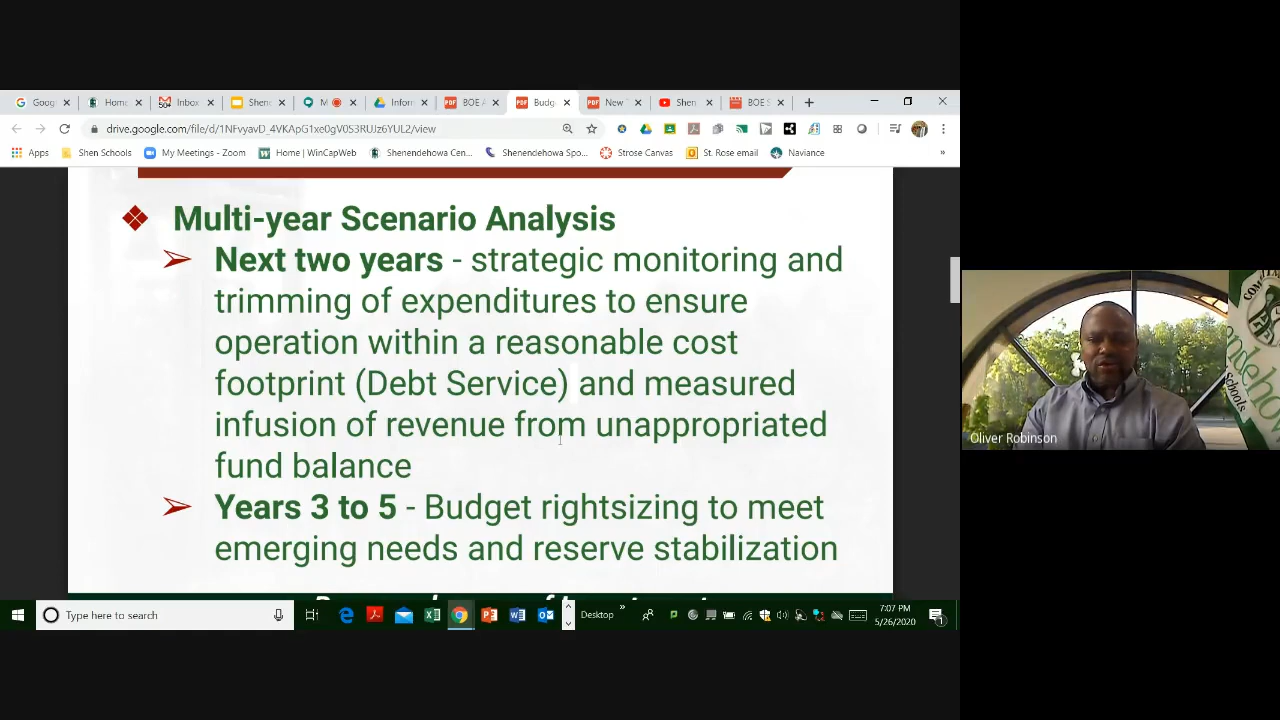 Goog
Home
Inbox
Shen
M
Inforr
BOE A
Budg
New
Shen
BOE S
drive.google.com/file/d/1NFvyavD_4VKApG1xe0gV053RUJz6YUL2/view
Apps
Shen Schools
My Meetings - Zoom
Home | WinCapWeb
Shenendehowa Cen...
Shenendehowa Spo...
Strose Canvas
St. Rose email
Naviance
»
Multi-year Scenario Analysis
Next two years - strategic monitoring and
trimming of expenditures to ensure
operation within a reasonable cost
footprint (Debt Service) and measured
infusion of revenue from unappropriated
fund balance
Years 3 to 5 - Budget rightsizing to meet
emerging needs and reserve stabilization
Type here to search
Desktop
7:07 PM
5/26/2020
Oliver Robinson
schools